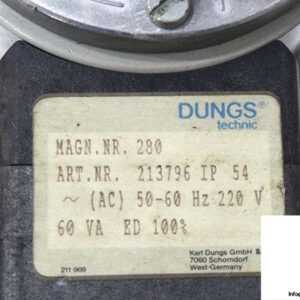 DUNGS®
technic
MAGN.NR. 280
ART.NR. 213796 IP 54
~ (AC) 50-60 Hz 220 V
60 VA ED 100%
Karl Dungs GmbH &
7060 Schorndorf
West-Germany
211 969